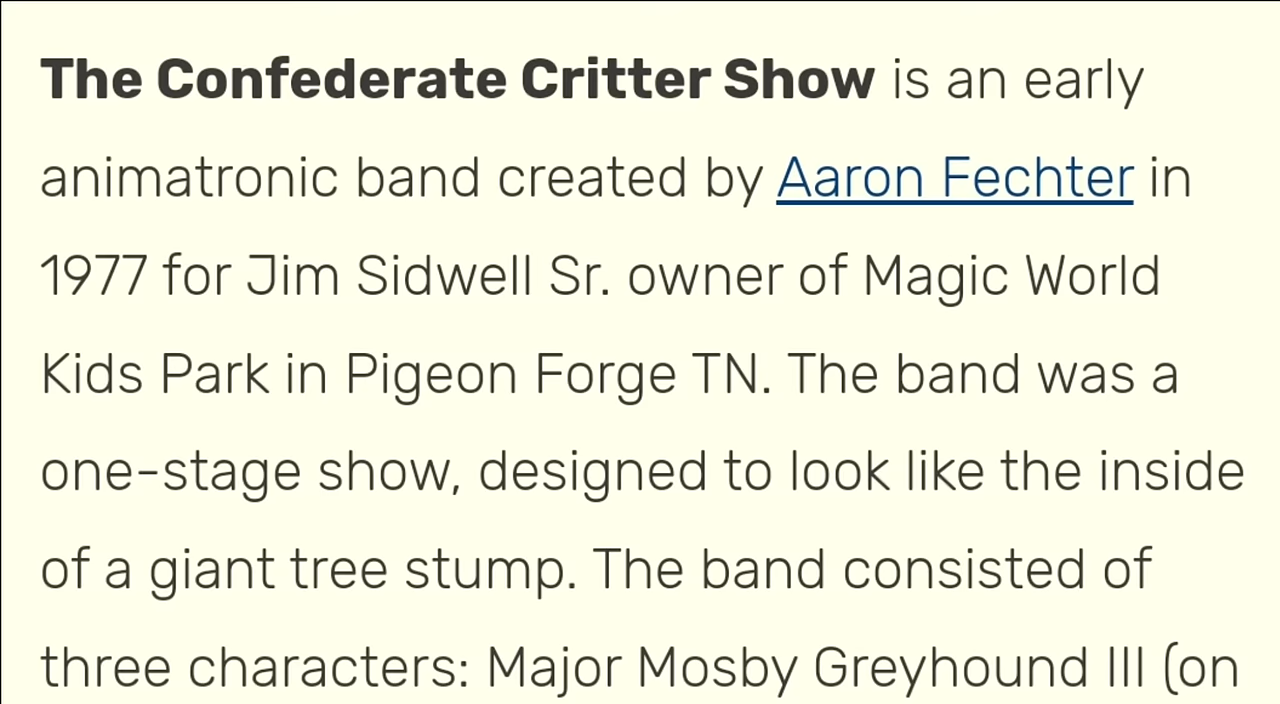 The Confederate Critter Show is an early
animatronic band created by Aaron Fechter in
1977 for Jim Sidwell Sr. owner of Magic World
Kids Park in Pigeon Forge TN. The band was a
one-stage show, designed to look like the inside
of a giant tree stump. The band consisted of
three characters: Major Mosby Greyhound III (on